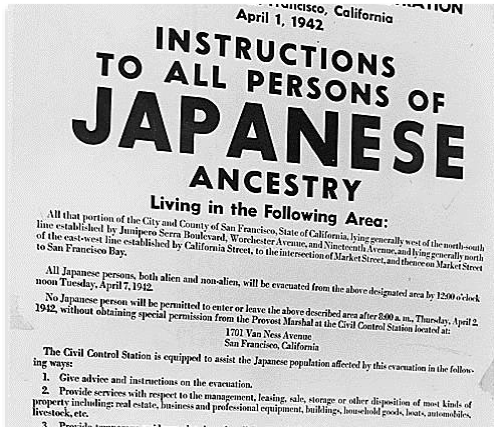 Francisco, California
April 1, 1942
INSTRUCTIONS
TO ALL PERSONS OF
JAPANESE
ANCESTRY
Living in the Following Area:
All that portion of the City and County of San Francisco, State of California, lying generally west of the north-south
line established by Junipero Serra Boulevard, Worchester Avenue, and Nineteenth Avenue, and lying generally north
of the east-west line established by California Street, to the intersection of Market Street, and thence on Market Street
to San Francisco Bay.
All Japanese persons, both alien and non-alien, will be evacuated from the above designated area by 12:00 o'clock
noon Tuesday, April 7, 1942.
No Japanese person will be permitted to enter or leave the above described area after 8:00 a. m., Thursday, April 2,
1942, without obtaining special permission from the Provost Marshal at the Civil Control Station located at:
1701 Van Ness Avenue
San Francisco, California
The Civil Control Station is equipped to assist the Japanese population affected by this evacuation in the follow-
ing ways:
1. Give advice and instructions on the evacuation.
2. Provide services with respect to the management, leasing, sale, storage or other disposition of most kinds of
property including: real estate, business and professional equipment, buildings, household goods, boats, automobiles,
livestock, etc.
3. Provide